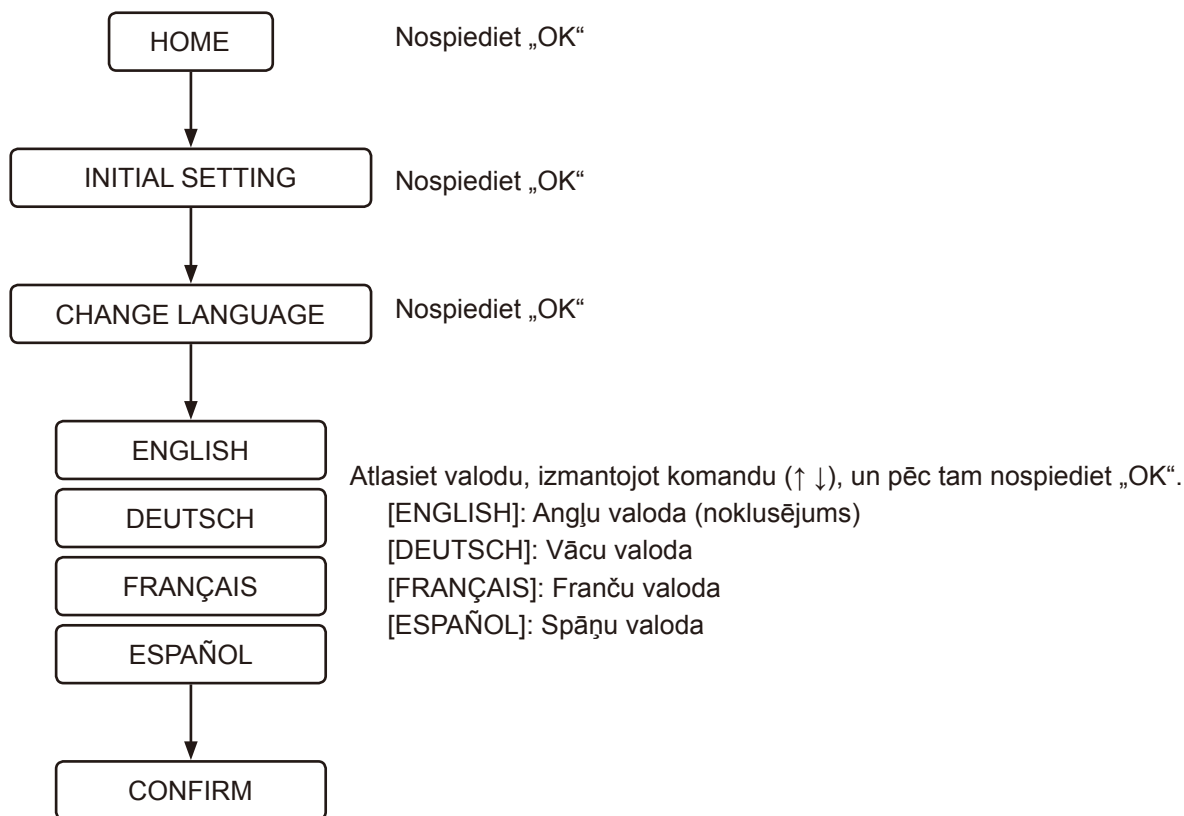 HOME
Nospiediet „OK“
INITIAL SETTING
Nospiediet „OK“
CHANGE LANGUAGE
Nospiediet „OK“
ENGLISH
DEUTSCH
FRANÇAIS
ESPAÑOL
Atlasiet valodu, izmantojot komandu (↑ ↓), un pēc tam nospiediet „OK“.
[ENGLISH]: Angļu valoda (noklusējums)
[DEUTSCH]: Vācu valoda
[FRANÇAIS]: Franču valoda
[ESPAÑOL]: Spāņu valoda
CONFIRM